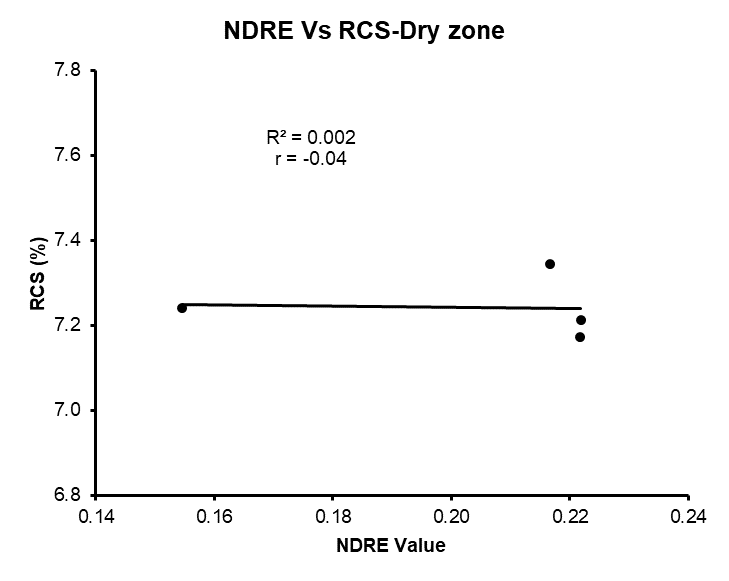 NDRE Vs RCS-Dry zone
7.8
R² = 0.002
7.6
r = -0.04
7.4
RCS (%)
7.2
7.0
6.8
0.14 0.16 0.18 0.20 0.22 0.24
NDRE Value